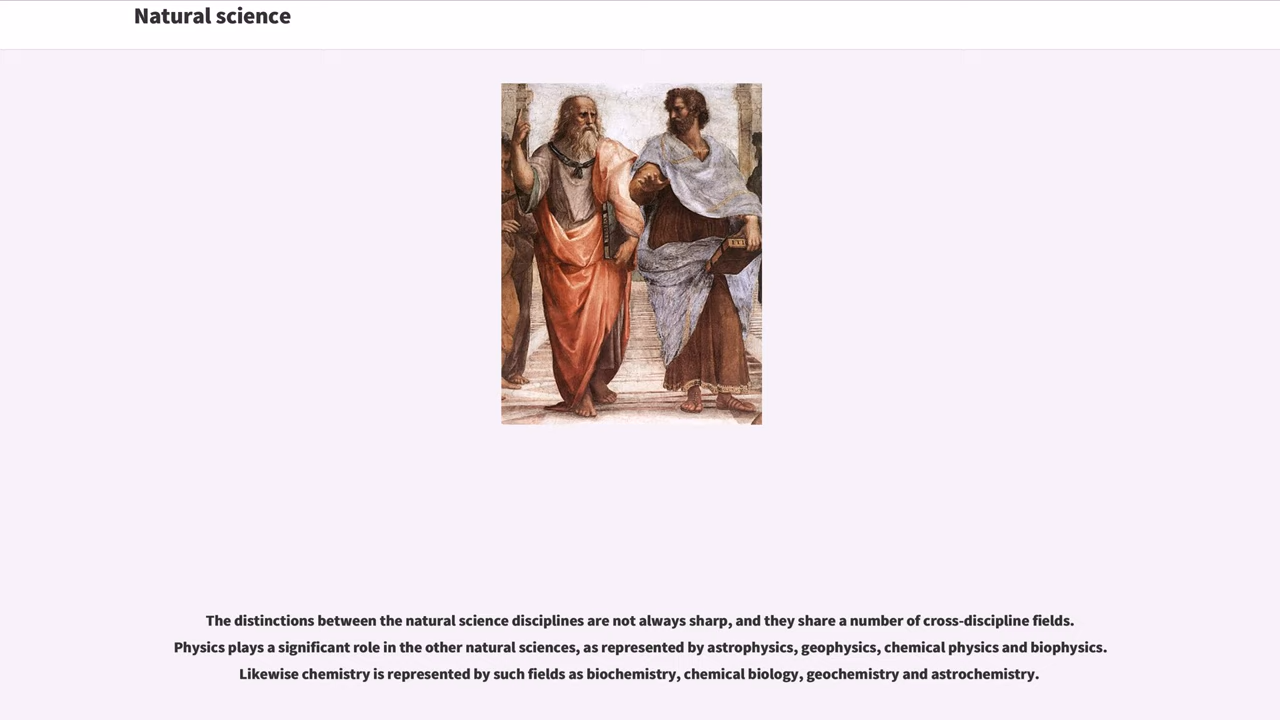 Natural science
The distinctions between the natural science disciplines are not always sharp, and they share a number of cross-discipline fields.
Physics plays a significant role in the other natural sciences, as represented by astrophysics, geophysics, chemical physics and biophysics.
Likewise chemistry is represented by such fields as biochemistry, chemical biology, geochemistry and astrochemistry.